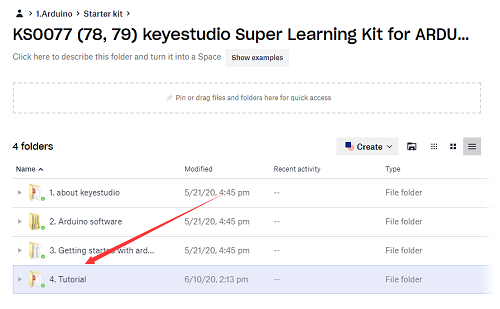 > 1.Arduino > Starter kit >
KS0077 (78, 79) keyestudio Super Learning Kit for ARDU...
Click here to describe this folder and turn it into a Space Show examples
Pin or drag files and folders here for quick access
4 folders Create
Name Modified Recent activity Type
1. about keyestudio 5/21/20, 4:45 pm -- File folder
2. Arduino software 5/21/20, 4:45 pm -- File folder
3. Getting started with ard... 5/21/20, 4:45 pm -- File folder
4. Tutorial 6/10/20, 2:13 pm -- File folder